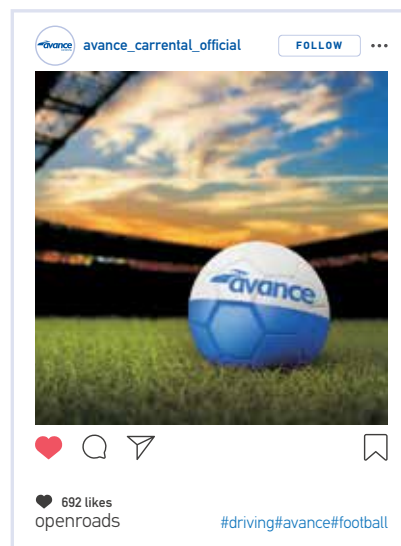 avance avance_carrental_official FOLLOW
avance
692 likes
openroads #driving#avance#football